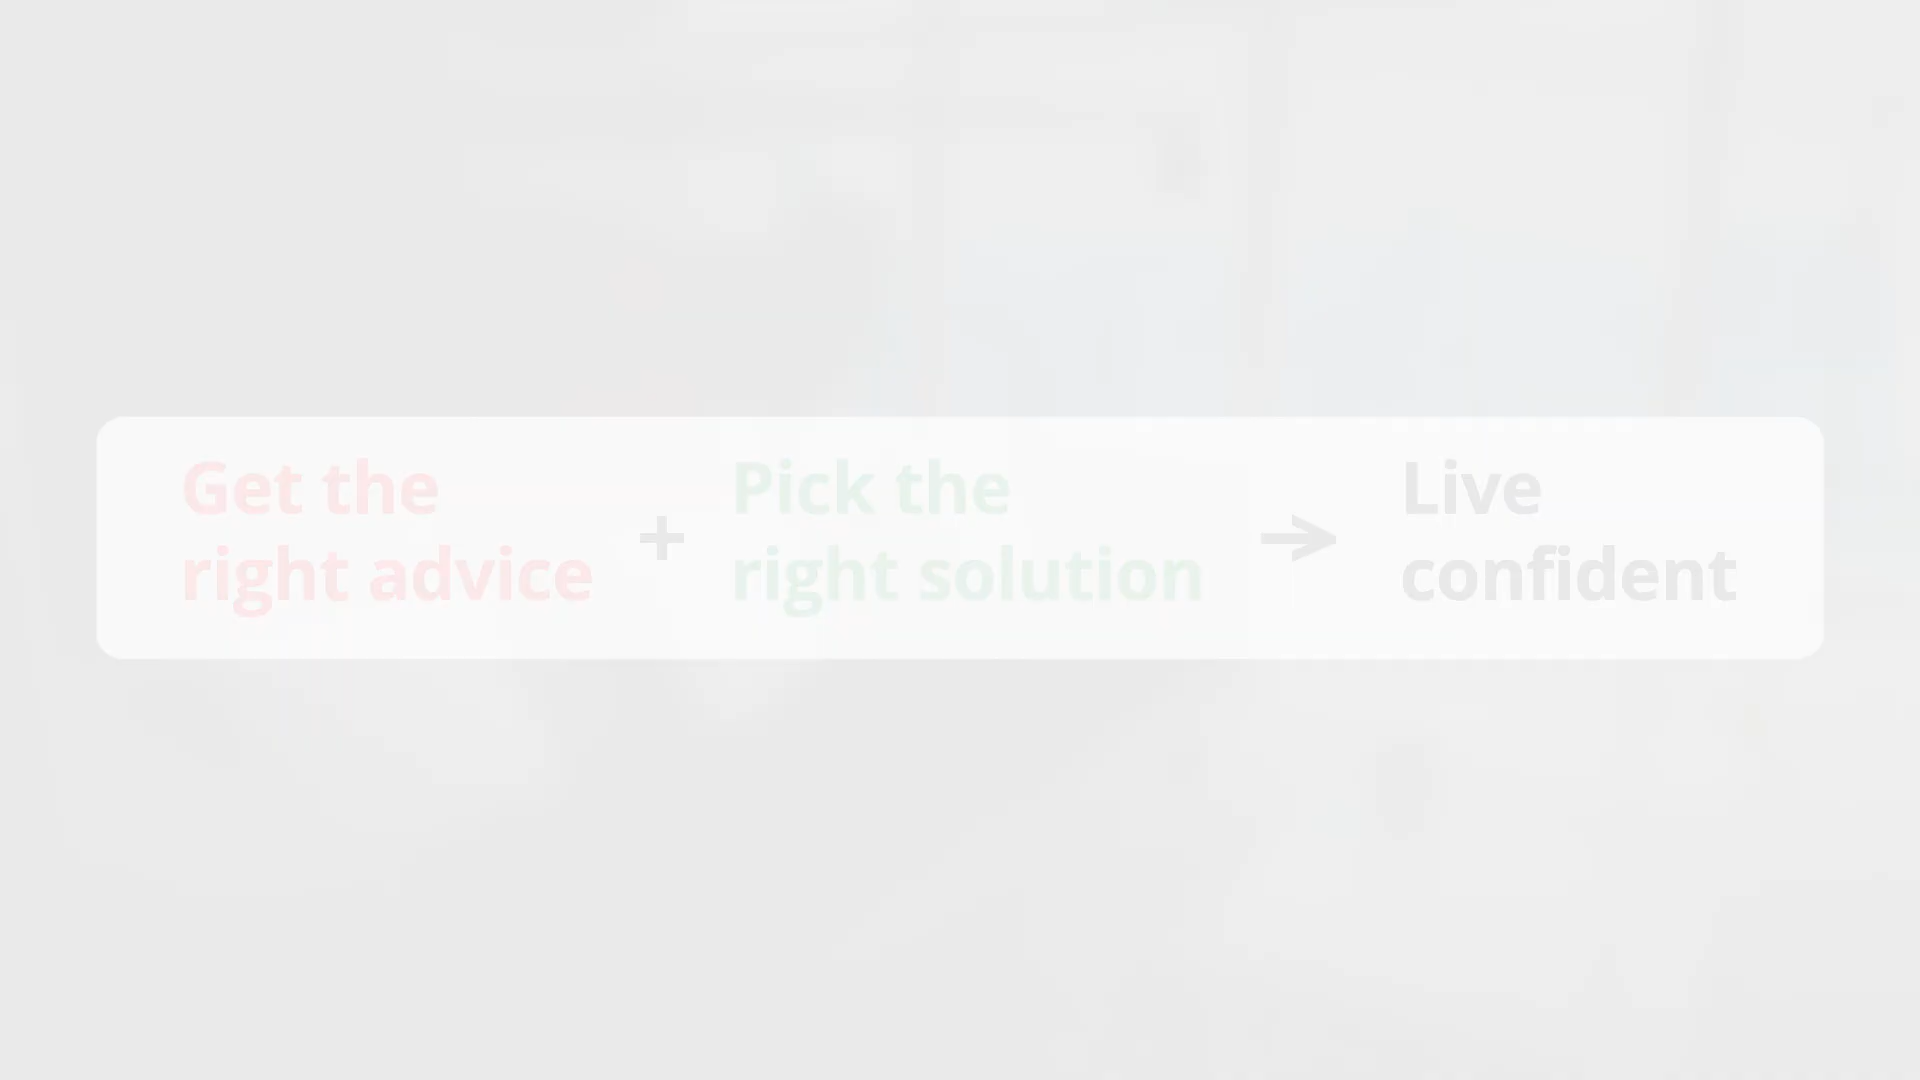 Get the
right advice
+
Pick the
right solution
→
Live
confident